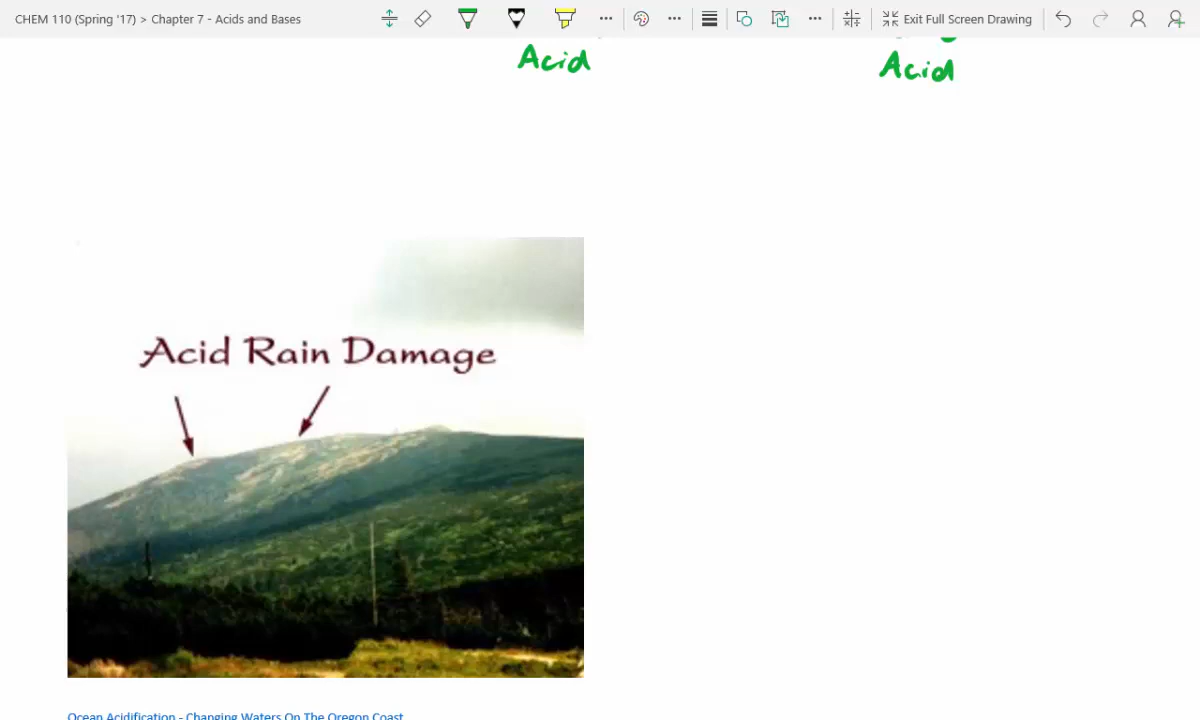 CHEM 110 (Spring '17) > Chapter 7 - Acids and Bases
Exit Full Screen Drawing
Acid
Acid
Acid Rain Damage
Ocean Acidification - Changing Waters On The Oregon Coast